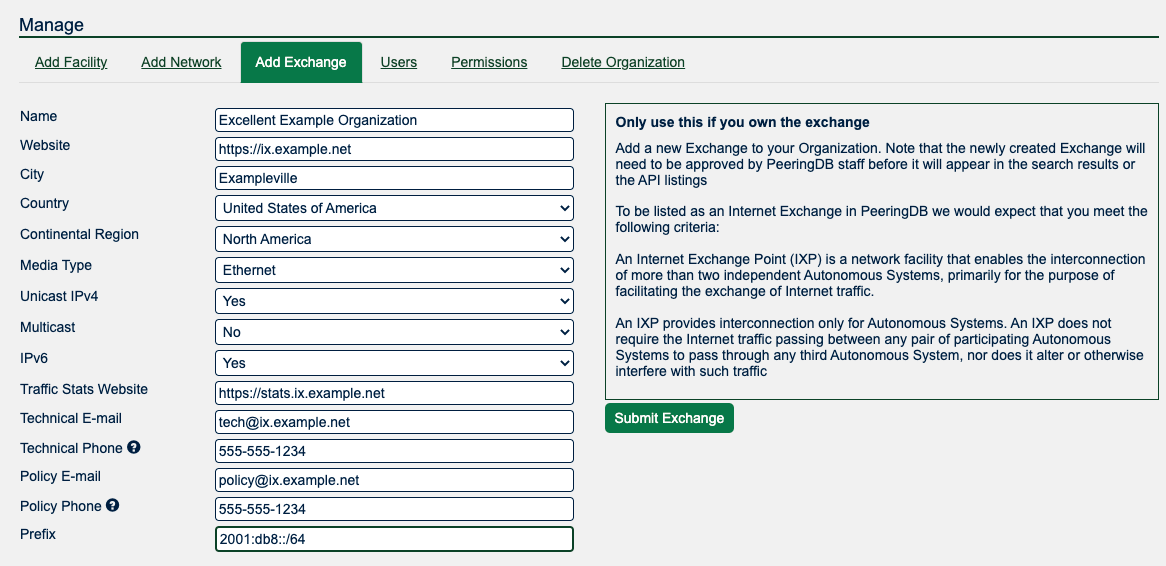 Manage
Add Facility Add Network Add Exchange Users Permissions Delete Organization
Name Excellent Example Organization
Website https://ix.example.net
City Exampleville
Country United States of America
Continental Region North America
Media Type Ethernet
Unicast IPv4 Yes
Multicast No
IPv6 Yes
Traffic Stats Website https://stats.ix.example.net
Technical E-mail tech@ix.example.net
Technical Phone ? 555-555-1234
Policy E-mail policy@ix.example.net
Policy Phone ? 555-555-1234
Prefix 2001:db8::/64
Only use this if you own the exchange
Add a new Exchange to your Organization. Note that the newly created Exchange will
need to be approved by PeeringDB staff before it will appear in the search results or
the API listings
To be listed as an Internet Exchange in PeeringDB we would expect that you meet the
following criteria:
An Internet Exchange Point (IXP) is a network facility that enables the interconnection
of more than two independent Autonomous Systems, primarily for the purpose of
facilitating the exchange of Internet traffic.
An IXP provides interconnection only for Autonomous Systems. An IXP does not
require the Internet traffic passing between any pair of participating Autonomous
Systems to pass through any third Autonomous System, nor does it alter or otherwise
interfere with such traffic
Submit Exchange